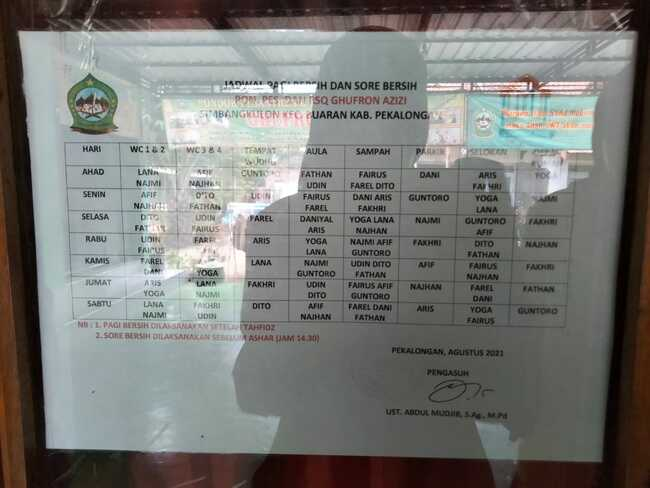 JADWAL PAGI BERSIH DAN SORE BERSIH
PON. PES. DAN ESQ GHUFRON AZIZI
SIMBANGKULON KEC. BUARAN KAB. PEKALONGAN
HARI WC 1 & 2 WC 3 & 4 TEMPAT WUDHU AULA SAMPAH PARKIR SELOKAN
AHAD LANA AFIF GUNTORO FATHAN FAIRUS DANI ARIS YOGA
NAJMI NAJHAN UDIN FAREL DITO FAKHRI
SENIN AFIF DITO UDIN FAIRUS DANI ARIS GUNTORO YOGA NAJMI
NAJHAN FATHAN FAREL FAKHRI LANA
SELASA DITO UDIN FAREL DANIYAL YOGA LANA NAJMI GUNTORO FAKHRI
FATHAN FAIRUS ARIS NAJHAN AFIF
RABU UDIN FAREL ARIS YOGA NAJMI AFIF FAKHRI DITO NAJHAN
FAIRUS DANI LANA GUNTORO FATHAN
KAMIS FAREL ARIS LANA NAJMI UDIN DITO AFIF FAIRUS FAKHRI
DANI YOGA GUNTORO FATHAN NAJHAN
JUMAT ARIS LANA FAKHRI UDIN FAIRUS AFIF NAJHAN FAREL FATHAN
YOGA NAJMI DITO GUNTORO DANI
SABTU LANA FAKHRI DITO AFIF FAREL DANI ARIS YOGA GUNTORO
NAJMI UDIN NAJHAN FATHAN FAIRUS
NB : 1. PAGI BERSIH DILAKSANAKAN SETELAH TAHFIDZ
2. SORE BERSIH DILAKSANAKAN SEBELUM ASHAR (JAM 14.30)
PEKALONGAN, AGUSTUS 2021
PENGASUH
UST. ABDUL MUDJIB, S.Ag., M.Pd